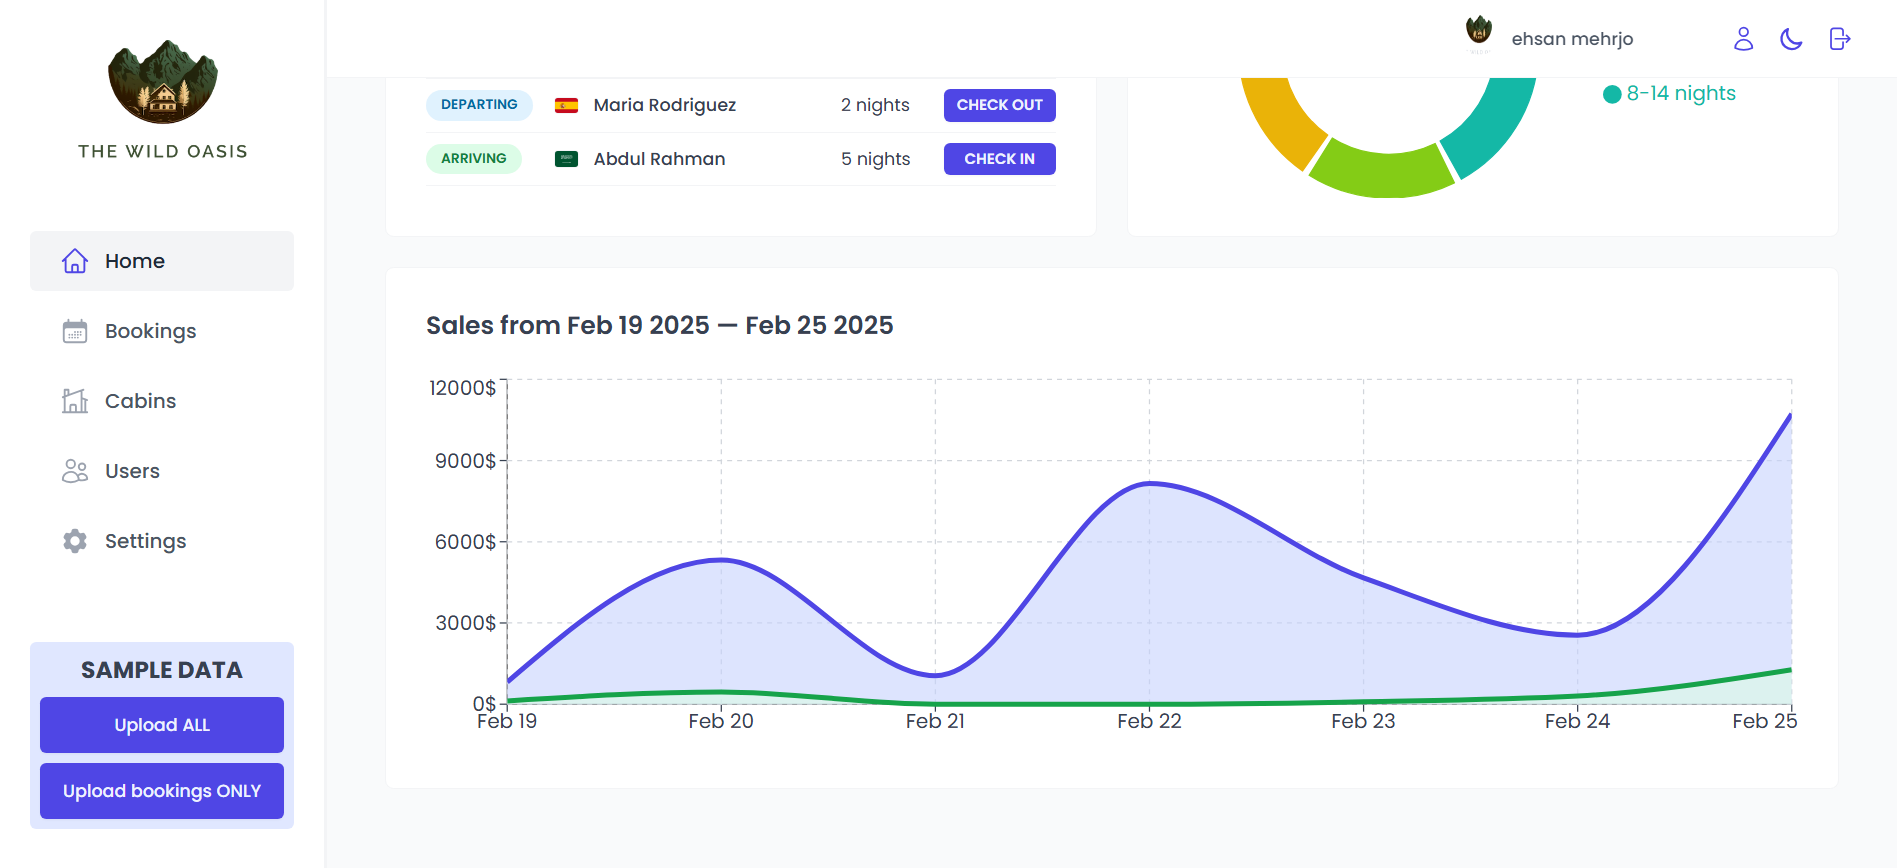 THE WILD OASIS
Home
Bookings
Cabins
Users
Settings
SAMPLE DATA
Upload ALL
Upload bookings ONLY
ehsan mehrjo
DEPARTING Maria Rodriguez 2 nights CHECK OUT
ARRIVING Abdul Rahman 5 nights CHECK IN
8-14 nights
Sales from Feb 19 2025 — Feb 25 2025
12000$
9000$
6000$
3000$
0$
Feb 19 Feb 20 Feb 21 Feb 22 Feb 23 Feb 24 Feb 25